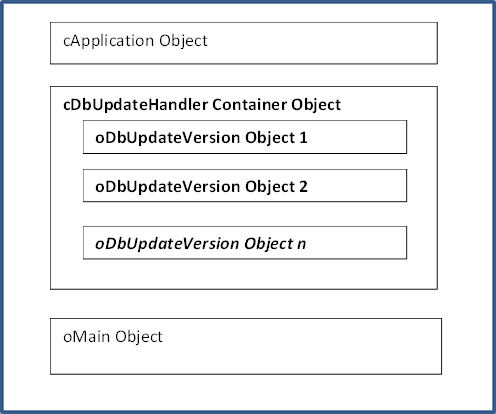 cApplication Object
cDbUpdateHandler Container Object
oDbUpdateVersion Object 1
oDbUpdateVersion Object 2
oDbUpdateVersion Object n
oMain Object